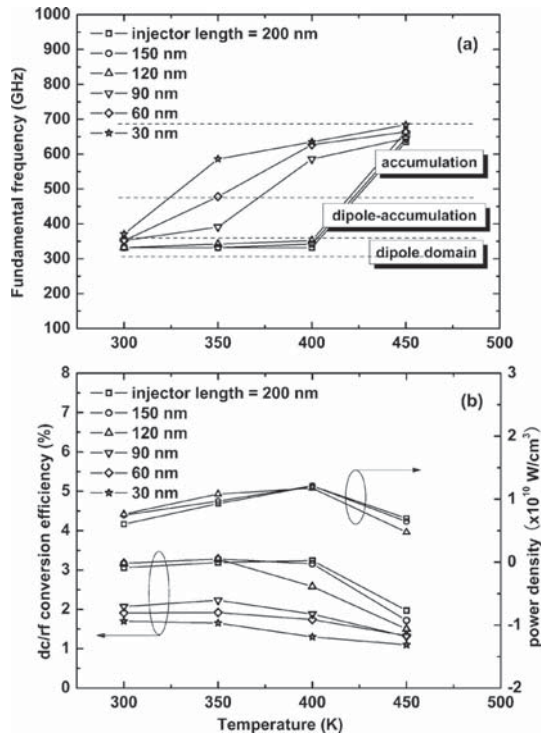 1000
900
800
700
600
500
400
300
200
100
Fundamental frequency (GHz)
(a)
injector length = 200 nm
150 nm
120 nm
90 nm
60 nm
30 nm
accumulation
dipole-accumulation
dipole domain
300 350 400 450 500
8
7
6
5
4
3
2
1
0
dc/rf conversion efficiency (%)
(b)
injector length = 200 nm
150 nm
120 nm
90 nm
60 nm
30 nm
3
2
1
0
-1
-2
power density (x10¹⁰ W/cm³)
300 350 400 450 500
Temperature (K)